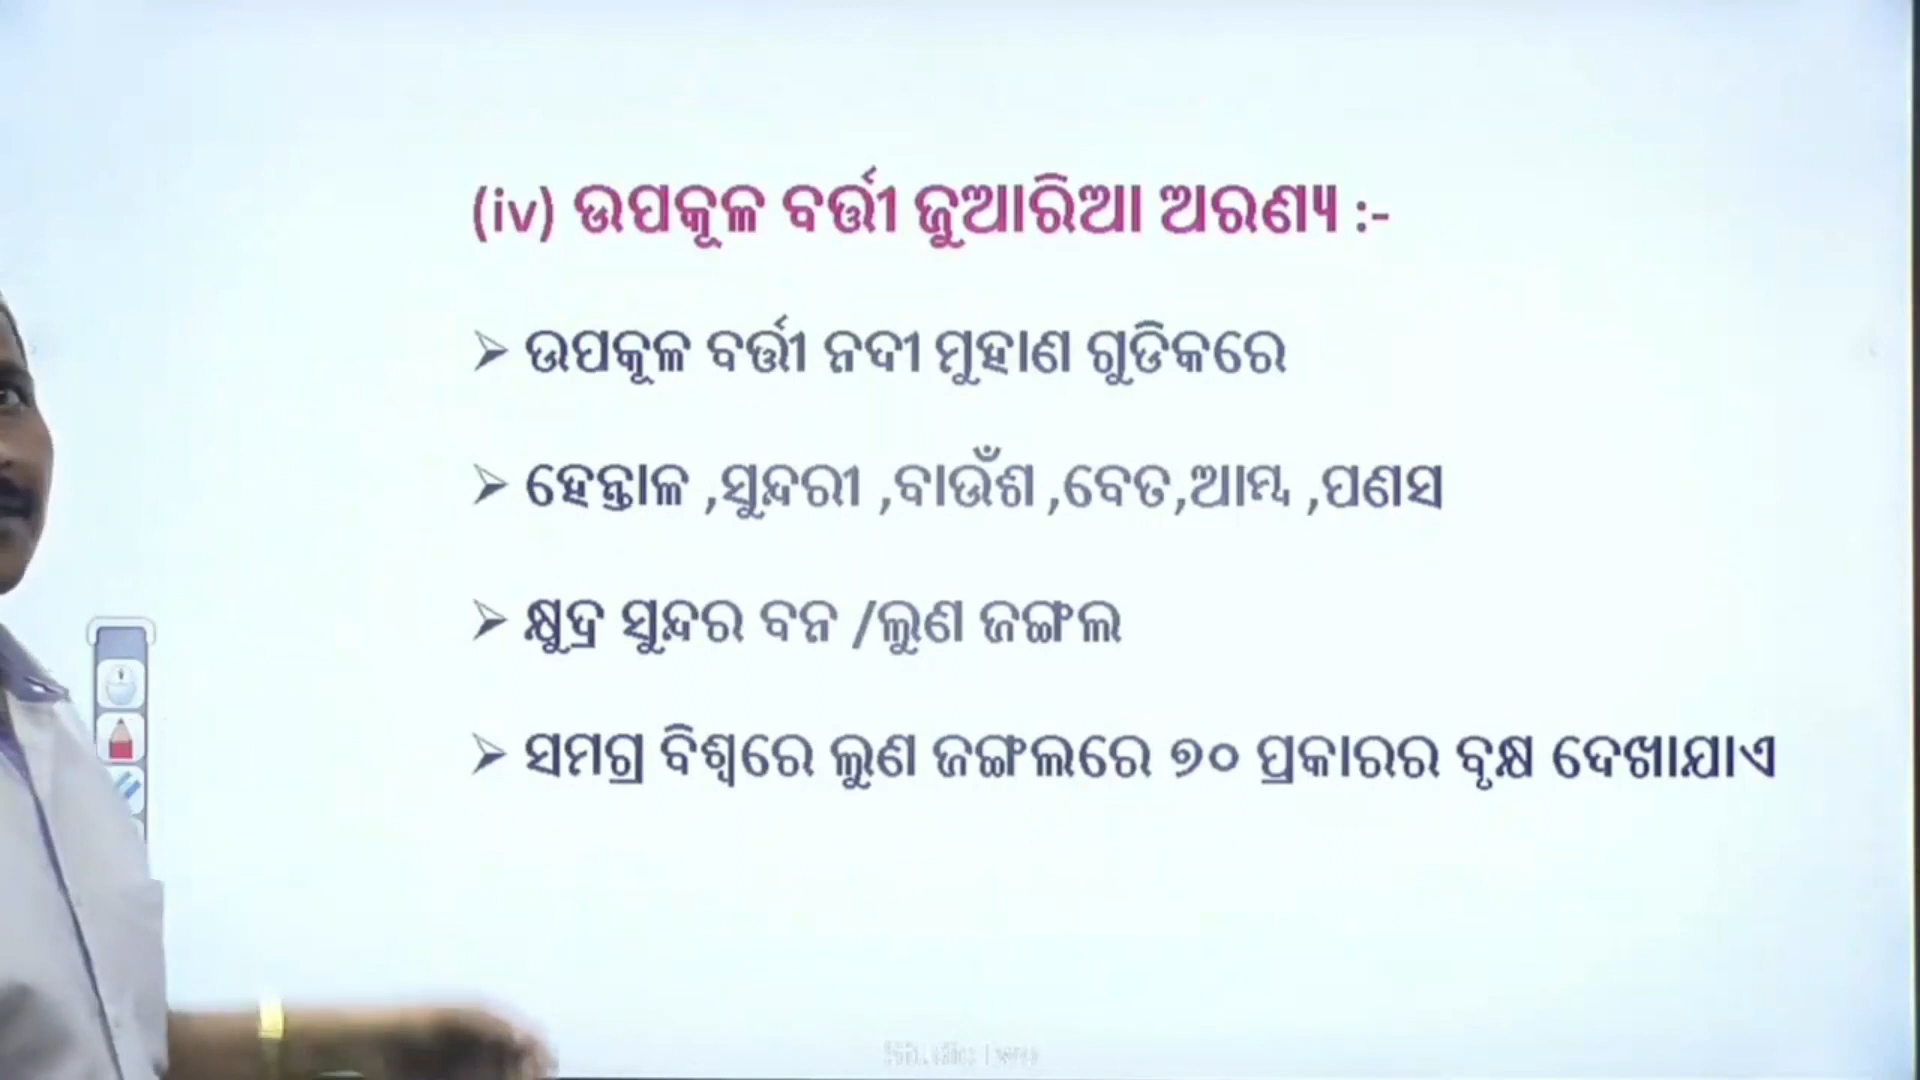 (iv) ଉପକୂଳ ବର୍ତ୍ତୀ ଜୁଆରିଆ ଅରଣ୍ୟ :-
➢ ଉପକୂଳ ବର୍ତ୍ତୀ ନଦୀ ମୁହାଣ ଗୁଡିକରେ
➢ ହେନ୍ତାଳ ,ସୁନ୍ଦରୀ ,ବାଉଁଶ ,ବେତ,ଆମ୍ବ ,ପଣସ
➢ କ୍ଷୁଦ୍ର ସୁନ୍ଦର ବନ /ଲୁଣ ଜଙ୍ଗଲ
➢ ସମଗ୍ର ବିଶ୍ୱରେ ଲୁଣ ଜଙ୍ଗଲରେ ୭୦ ପ୍ରକାରର ବୃକ୍ଷ ଦେଖାଯାଏ